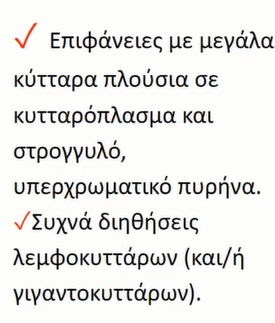 ✓ Επιφάνειες με μεγάλα
κύτταρα πλούσια σε
κυτταρόπλασμα και
στρογγυλό,
υπερχρωματικό πυρήνα.
✓Συχνά διηθήσεις
λεμφοκυττάρων (και/ή
γιγαντοκυττάρων).